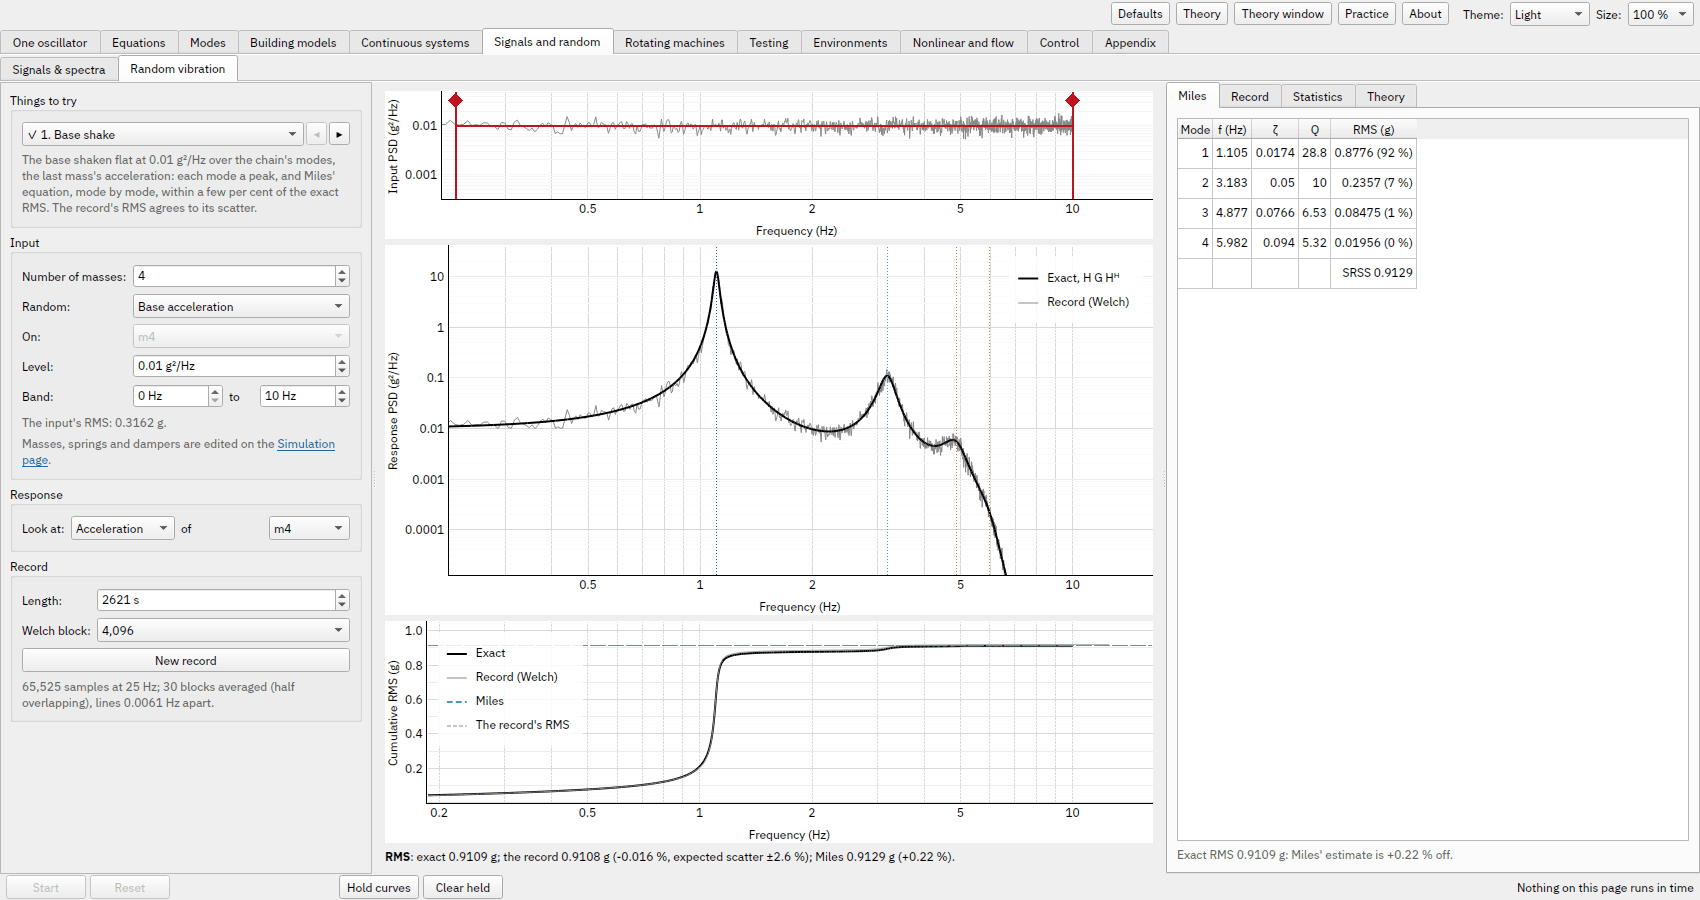 Defaults
Theory
Theory window
Practice
About
Theme: Light
Size: 100 %
One oscillator
Equations
Modes
Building models
Continuous systems
Signals and random
Rotating machines
Testing
Environments
Nonlinear and flow
Control
Appendix
Signals & spectra
Random vibration
Things to try
✓ 1. Base shake
The base shaken flat at 0.01 g²/Hz over the chain's modes,
the last mass's acceleration: each mode a peak, and Miles'
equation, mode by mode, within a few per cent of the exact
RMS. The record's RMS agrees to its scatter.
Input
Number of masses: 4
Random: Base acceleration
On: m4
Level: 0.01 g²/Hz
Band: 0 Hz to 10 Hz
The input's RMS: 0.3162 g.
Masses, springs and dampers are edited on the Simulation
page.
Response
Look at: Acceleration of m4
Record
Length: 2621 s
Welch block: 4,096
New record
65,525 samples at 25 Hz; 30 blocks averaged (half
overlapping), lines 0.0061 Hz apart.
Input PSD (g²/Hz)
0.01
0.001
0.5 1 2 5 10
Frequency (Hz)
Response PSD (g²/Hz)
10
1
0.1
0.01
0.001
0.0001
Exact, H G Hᴴ
Record (Welch)
0.5 1 2 5 10
Frequency (Hz)
Cumulative RMS (g)
1.0
0.8
0.6
0.4
0.2
Exact
Record (Welch)
Miles
The record's RMS
0.2 0.5 1 2 5 10
Frequency (Hz)
RMS: exact 0.9109 g; the record 0.9108 g (-0.016 %, expected scatter ±2.6 %); Miles 0.9129 g (+0.22 %).
Miles
Record
Statistics
Theory
Mode f (Hz) ζ Q RMS (g)
1 1.105 0.0174 28.8 0.8776 (92 %)
2 3.183 0.05 10 0.2357 (7 %)
3 4.877 0.0766 6.53 0.08475 (1 %)
4 5.982 0.094 5.32 0.01956 (0 %)
SRSS 0.9129
Exact RMS 0.9109 g: Miles' estimate is +0.22 % off.
Start
Reset
Hold curves
Clear held
Nothing on this page runs in time